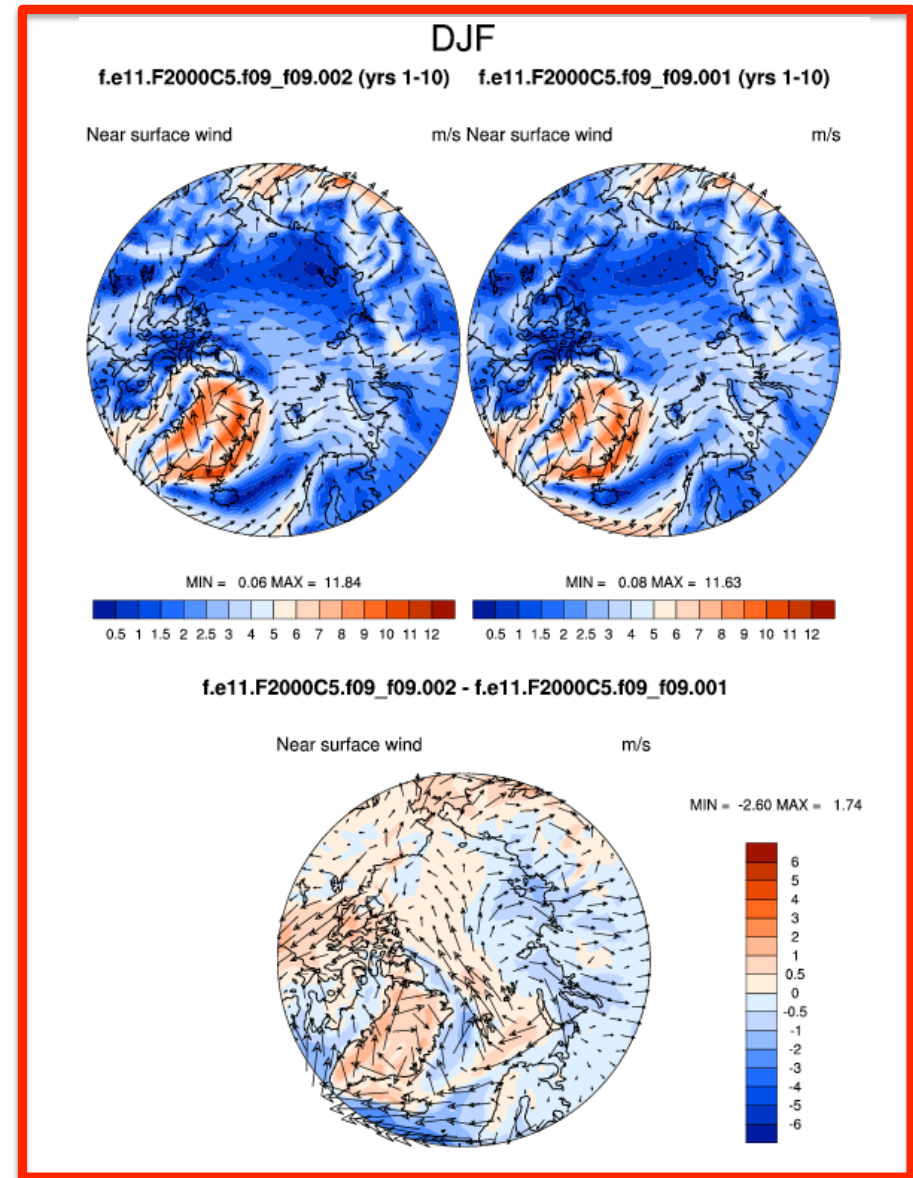 DJF
f.e11.F2000C5.f09_f09.002 (yrs 1-10) f.e11.F2000C5.f09_f09.001 (yrs 1-10)
Near surface wind m/s Near surface wind m/s
MIN = 0.06 MAX = 11.84 MIN = 0.08 MAX = 11.63
0.5 1 1.5 2 2.5 3 4 5 6 7 8 9 10 11 12 0.5 1 1.5 2 2.5 3 4 5 6 7 8 9 10 11 12
f.e11.F2000C5.f09_f09.002 - f.e11.F2000C5.f09_f09.001
Near surface wind m/s
MIN = -2.60 MAX = 1.74
6
5
4
3
2
1
0.5
0
-0.5
-1
-2
-3
-4
-5
-6